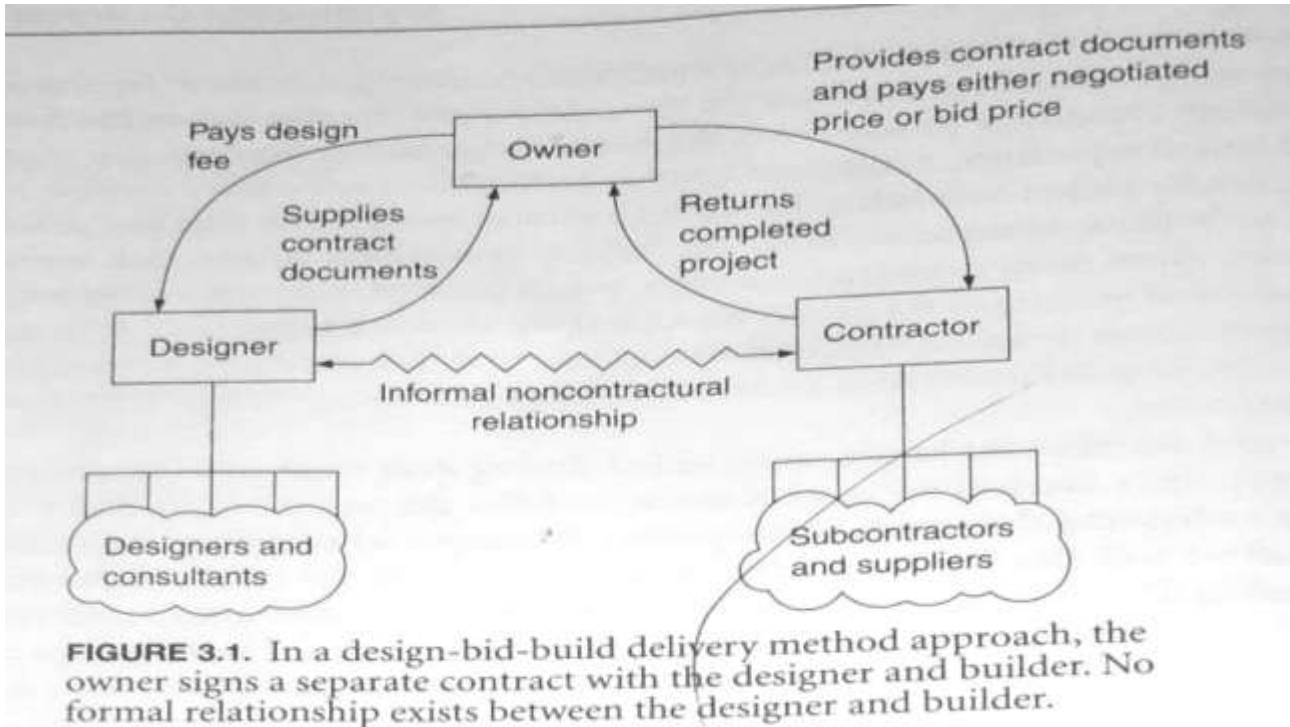 Provides contract documents
and pays either negotiated
price or bid price
Pays design
fee
Owner
Supplies
contract
documents
Returns
completed
project
Designer
Contractor
Informal noncontractural
relationship
Designers and
consultants
Subcontractors
and suppliers
FIGURE 3.1. In a design-bid-build delivery method approach, the
owner signs a separate contract with the designer and builder. No
formal relationship exists between the designer and builder.